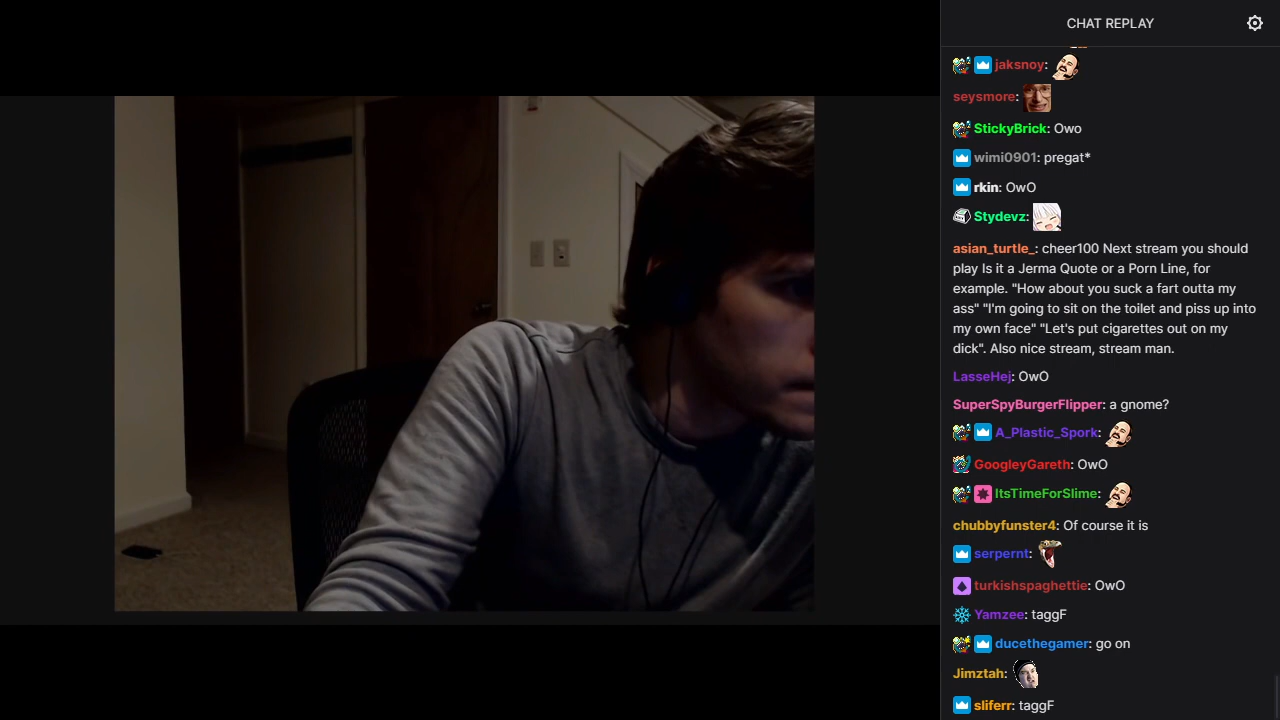 CHAT REPLAY
jaksnoy:
seysmore:
StickyBrick: Owo
wimi0901: pregat*
rkin: OwO
Stydevz:
asian_turtle_: cheer100 Next stream you should
play Is it a Jerma Quote or a Porn Line, for
example. "How about you suck a fart outta my
ass" "I'm going to sit on the toilet and piss up into
my own face" "Let's put cigarettes out on my
dick". Also nice stream, stream man.
LasseHej: OwO
SuperSpyBurgerFlipper: a gnome?
A_Plastic_Spork:
GoogleyGareth: OwO
ItsTimeForSlime:
chubbyfunster4: Of course it is
serpernt:
turkishspaghettie: OwO
Yamzee: taggF
ducethegamer: go on
Jimztah:
sliferr: taggF